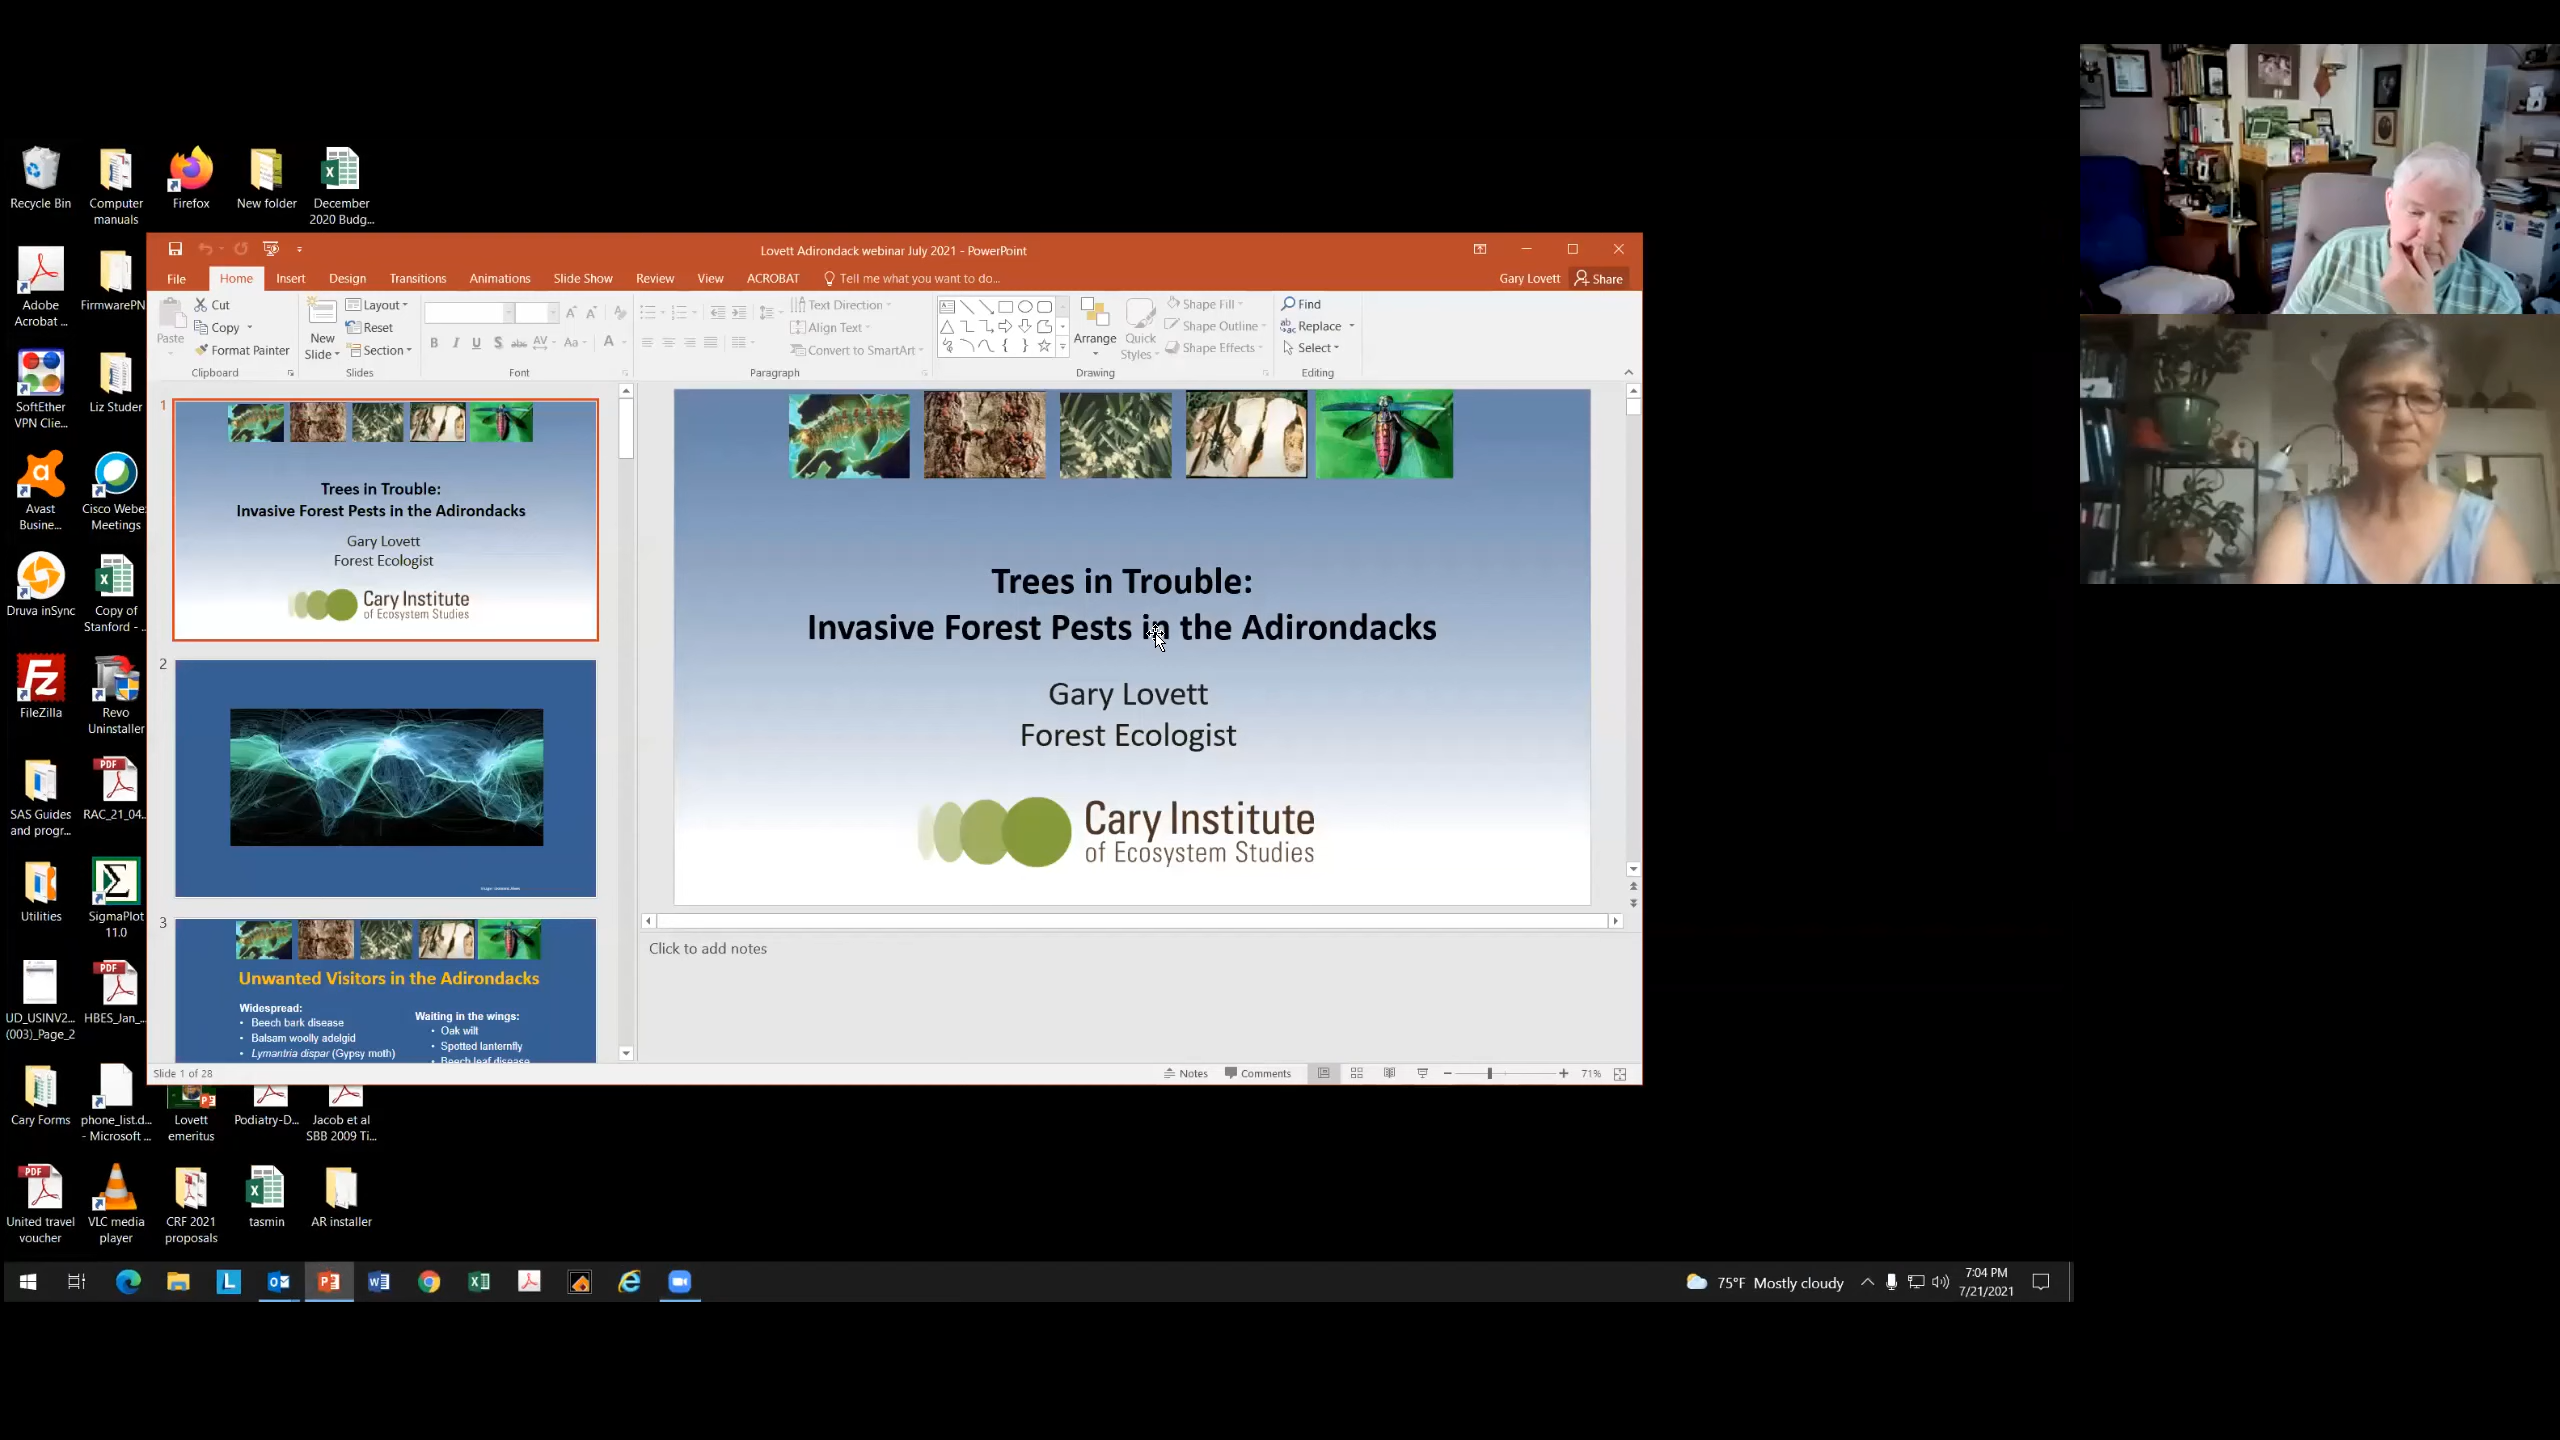 Recycle Bin
Computer
manuals
Firefox
New folder
December
2020 Budg...
Adobe
Acrobat ...
FirmwarePN
SoftEther
VPN Clie...
Liz Studer
Avast
Busine...
Cisco Webex
Meetings
Druva inSync
Copy of
Stanford - ...
FileZilla
Revo
Uninstaller
SAS Guides
and progr...
RAC_21_04...
Utilities
SigmaPlot
11.0
UD_USINV2...
(003)_Page_2
HBES_Jan_...
Cary Forms
phone_list.d...
- Microsoft ...
Lovett
emeritus
Podiatry-D...
Jacob et al
SBB 2009 Ti...
United travel
voucher
VLC media
player
CRF 2021
proposals
tasmin
AR installer
Lovett Adirondack webinar July 2021 - PowerPoint
File
Home
Insert
Design
Transitions
Animations
Slide Show
Review
View
ACROBAT
Tell me what you want to do...
Gary Lovett
Share
Paste
Cut
Copy
Format Painter
Clipboard
New
Slide
Layout
Reset
Section
Slides
Font
Text Direction
Align Text
Convert to SmartArt
Paragraph
Arrange
Quick
Styles
Shape Fill
Shape Outline
Shape Effects
Drawing
Find
Replace
Select
Editing
1
Trees in Trouble:
Invasive Forest Pests in the Adirondacks
Gary Lovett
Forest Ecologist
Cary Institute
of Ecosystem Studies
2
3
Unwanted Visitors in the Adirondacks
Widespread:
• Beech bark disease
• Balsam woolly adelgid
• Lymantria dispar (Gypsy moth)
Waiting in the wings:
• Oak wilt
• Spotted lanternfly
• Beech leaf disease
Trees in Trouble:
Invasive Forest Pests in the Adirondacks
Gary Lovett
Forest Ecologist
Cary Institute
of Ecosystem Studies
Click to add notes
Slide 1 of 28
Notes
Comments
71%
75°F Mostly cloudy
7:04 PM
7/21/2021